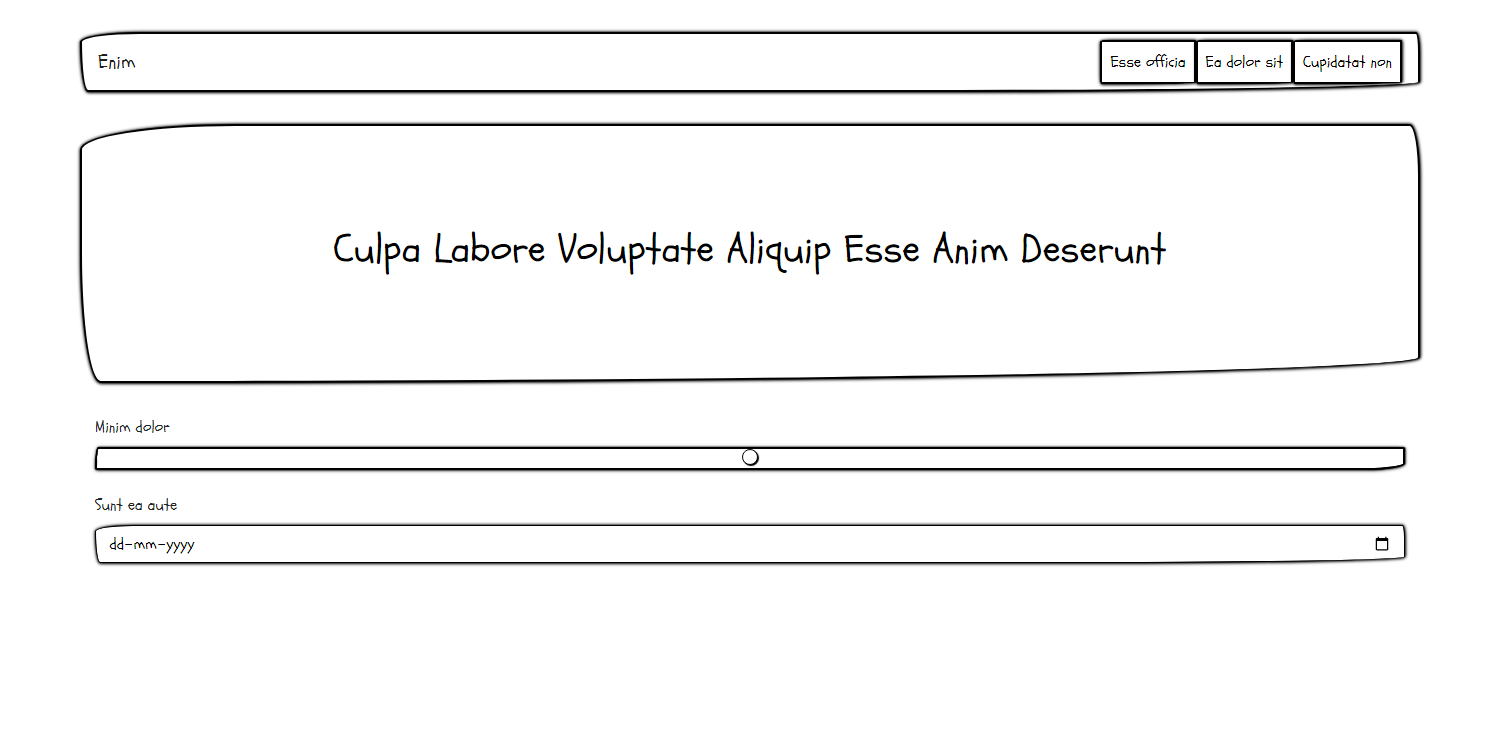 Enim
Esse officia
Ea dolor sit
Cupidatat non
Culpa Labore Voluptate Aliquip Esse Anim Deserunt
Minim dolor
Sunt ea aute
dd-mm-yyyy